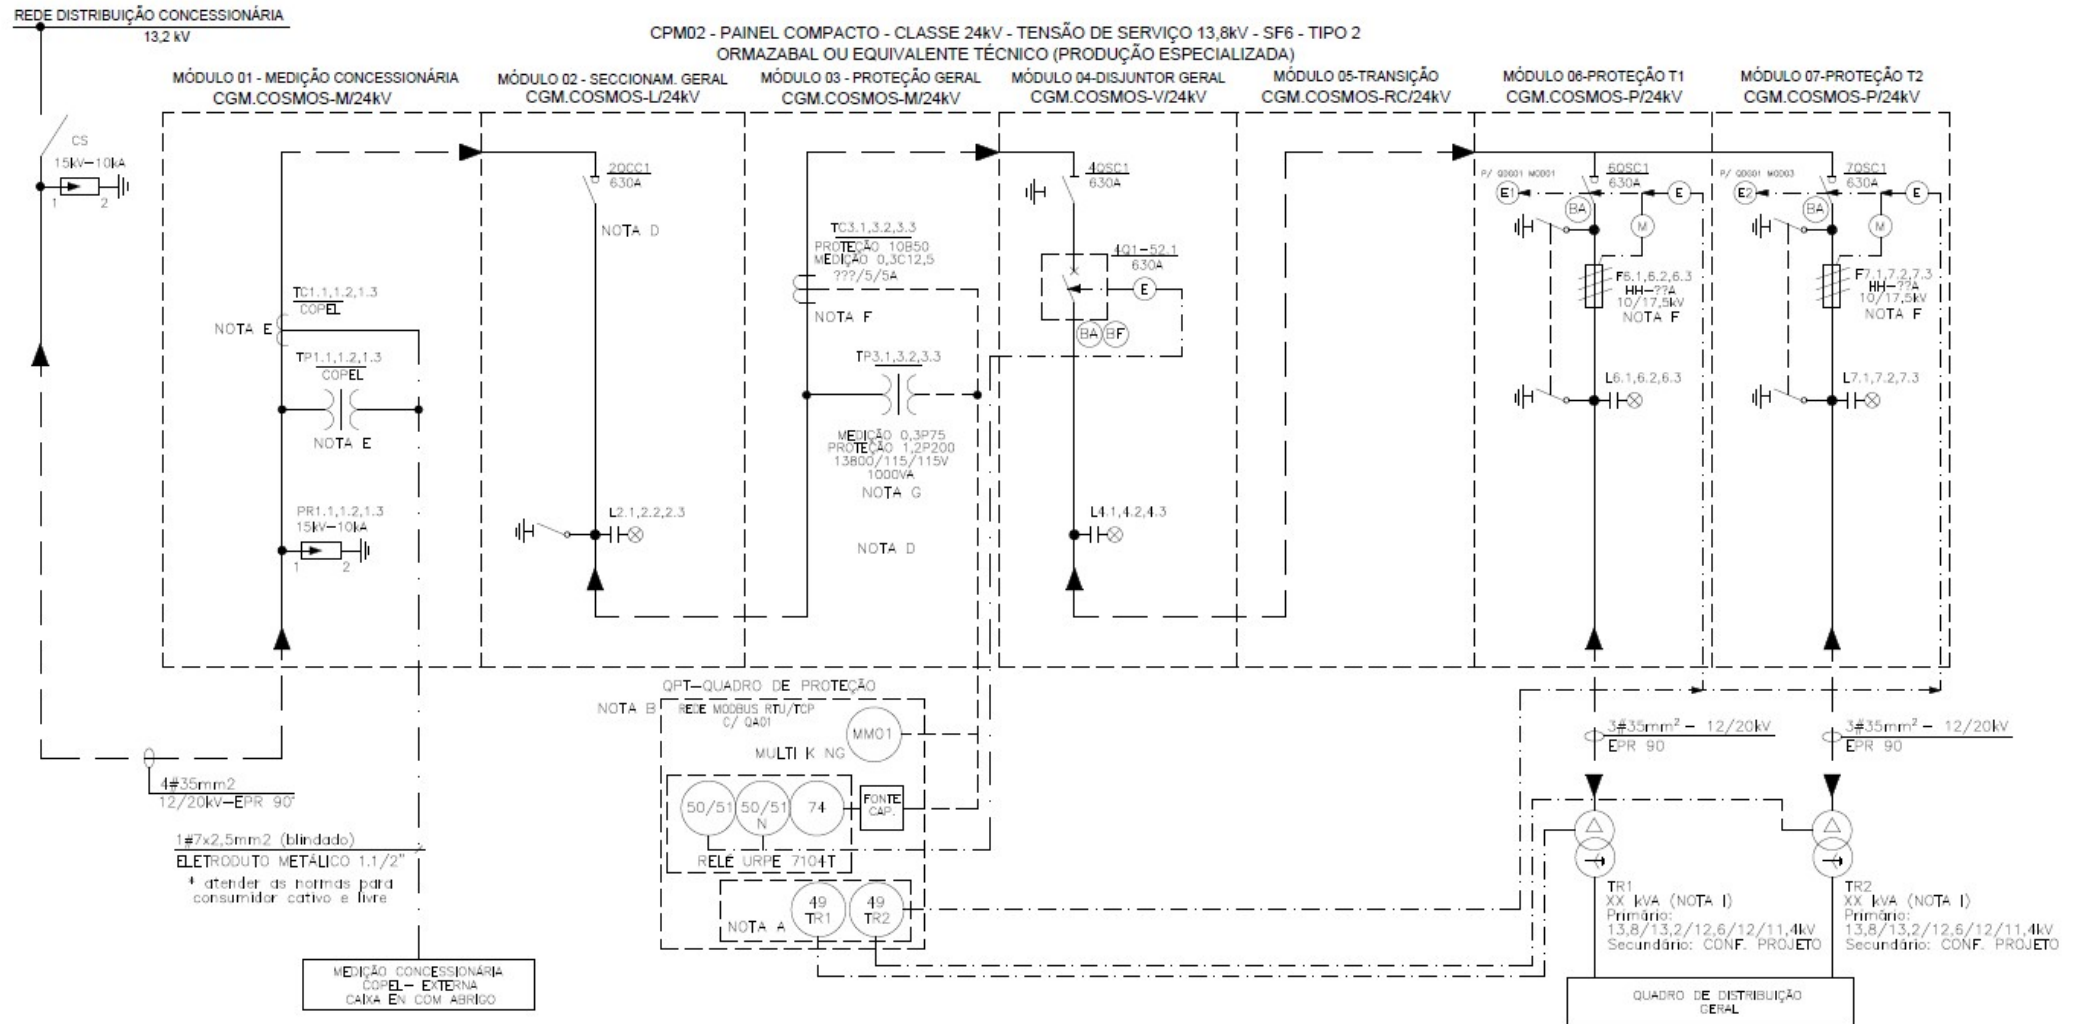 REDE DISTRIBUIÇÃO CONCESSIONÁRIA
13,2 kV
CPM02 - PAINEL COMPACTO - CLASSE 24kV - TENSÃO DE SERVIÇO 13,8kV - SF6 - TIPO 2
ORMAZABAL OU EQUIVALENTE TÉCNICO (PRODUÇÃO ESPECIALIZADA)
MÓDULO 01 - MEDIÇÃO CONCESSIONÁRIA
CGM.COSMOS-M/24kV
MÓDULO 02 - SECCIONAM. GERAL
CGM.COSMOS-L/24kV
MÓDULO 03 - PROTEÇÃO GERAL
CGM.COSMOS-M/24kV
MÓDULO 04-DISJUNTOR GERAL
CGM.COSMOS-V/24kV
MÓDULO 05-TRANSIÇÃO
CGM.COSMOS-RC/24kV
MÓDULO 06-PROTEÇÃO T1
CGM.COSMOS-P/24kV
MÓDULO 07-PROTEÇÃO T2
CGM.COSMOS-P/24kV
CS
15kV-10kA
1 2
TC1.1,1.2,1.3
COPEL
NOTA E
TP1.1,1.2,1.3
COPEL
NOTA E
PR1.1,1.2,1.3
15kV-10kA
1 2
2QCC1
630A
NOTA D
L2.1,2.2,2.3
TC3.1,3.2,3.3
PROTEÇÃO 10B50
MEDIÇÃO 0,3C12,5
???/5/5A
NOTA F
TP3.1,3.2,3.3
MEDIÇÃO 0,3P75
PROTEÇÃO 1,2P200
13800/115/115V
1000VA
NOTA G
NOTA D
4QSC1
630A
4Q1-52.1
630A
E
BA BF
L4.1,4.2,4.3
P/ QDG01 MOD01
E1
6QSC1
630A
E
BA
M
F6.1,6.2,6.3
HH-??A
10/17,5kV
NOTA F
L6.1,6.2,6.3
P/ QDG01 MOD03
E2
7QSC1
630A
E
BA
M
F7.1,7.2,7.3
HH-??A
10/17,5kV
NOTA F
L7.1,7.2,7.3
4#35mm2
12/20kV-EPR 90°
1#7x2,5mm2 (blindado)
ELETRODUTO METÁLICO 1.1/2"
* atender as normas para
consumidor cativo e livre
MEDIÇÃO CONCESSIONÁRIA
COPEL- EXTERNA
CAIXA EN COM ABRIGO
QPT-QUADRO DE PROTEÇÃO
NOTA B
REDE MODBUS RTU/TCP
C/ QA01
MM01
MULTI K NG
50/51
50/51
N
74
FONTE
CAP.
RELÉ URPE 7104T
49
TR1
49
TR2
NOTA A
3#35mm² - 12/20kV
EPR 90
3#35mm² - 12/20kV
EPR 90
TR1
XX kVA (NOTA I)
Primário:
13,8/13,2/12,6/12/11,4kV
Secundário: CONF. PROJETO
TR2
XX kVA (NOTA I)
Primário:
13,8/13,2/12,6/12/11,4kV
Secundário: CONF. PROJETO
QUADRO DE DISTRIBUIÇÃO
GERAL